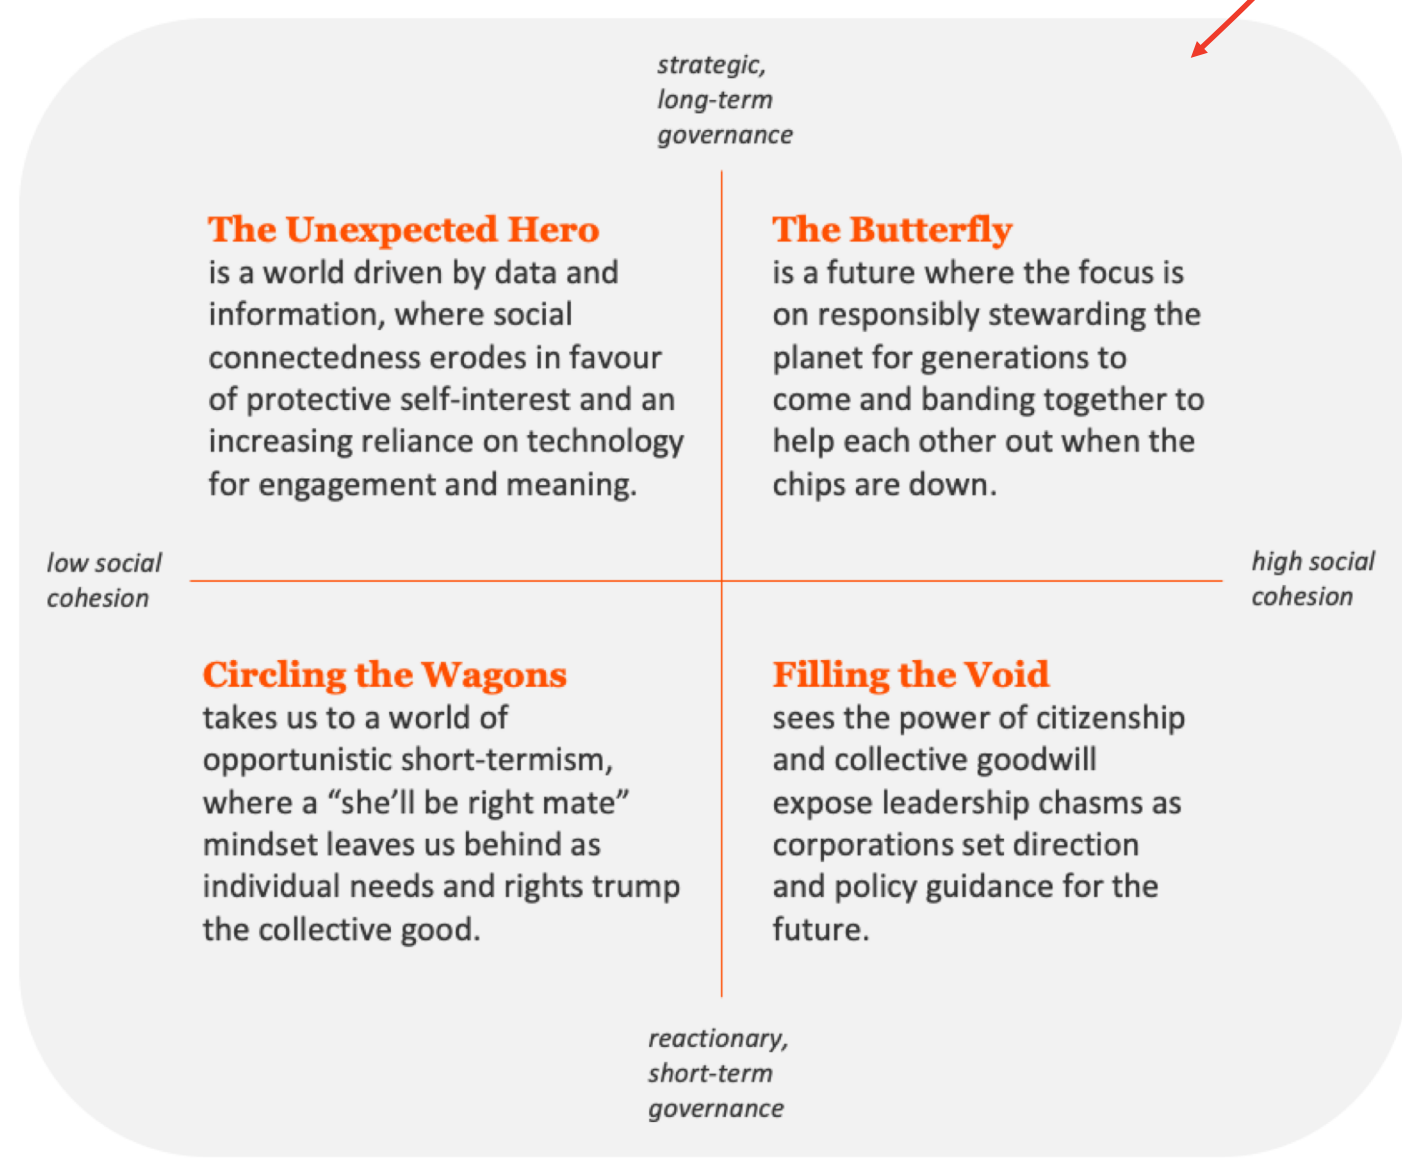 strategic,
long-term
governance
The Unexpected Hero
is a world driven by data and
information, where social
connectedness erodes in favour
of protective self-interest and an
increasing reliance on technology
for engagement and meaning.
The Butterfly
is a future where the focus is
on responsibly stewarding the
planet for generations to
come and banding together to
help each other out when the
chips are down.
low social
cohesion
high social
cohesion
Circling the Wagons
takes us to a world of
opportunistic short-termism,
where a “she’ll be right mate”
mindset leaves us behind as
individual needs and rights trump
the collective good.
Filling the Void
sees the power of citizenship
and collective goodwill
expose leadership chasms as
corporations set direction
and policy guidance for the
future.
reactionary,
short-term
governance